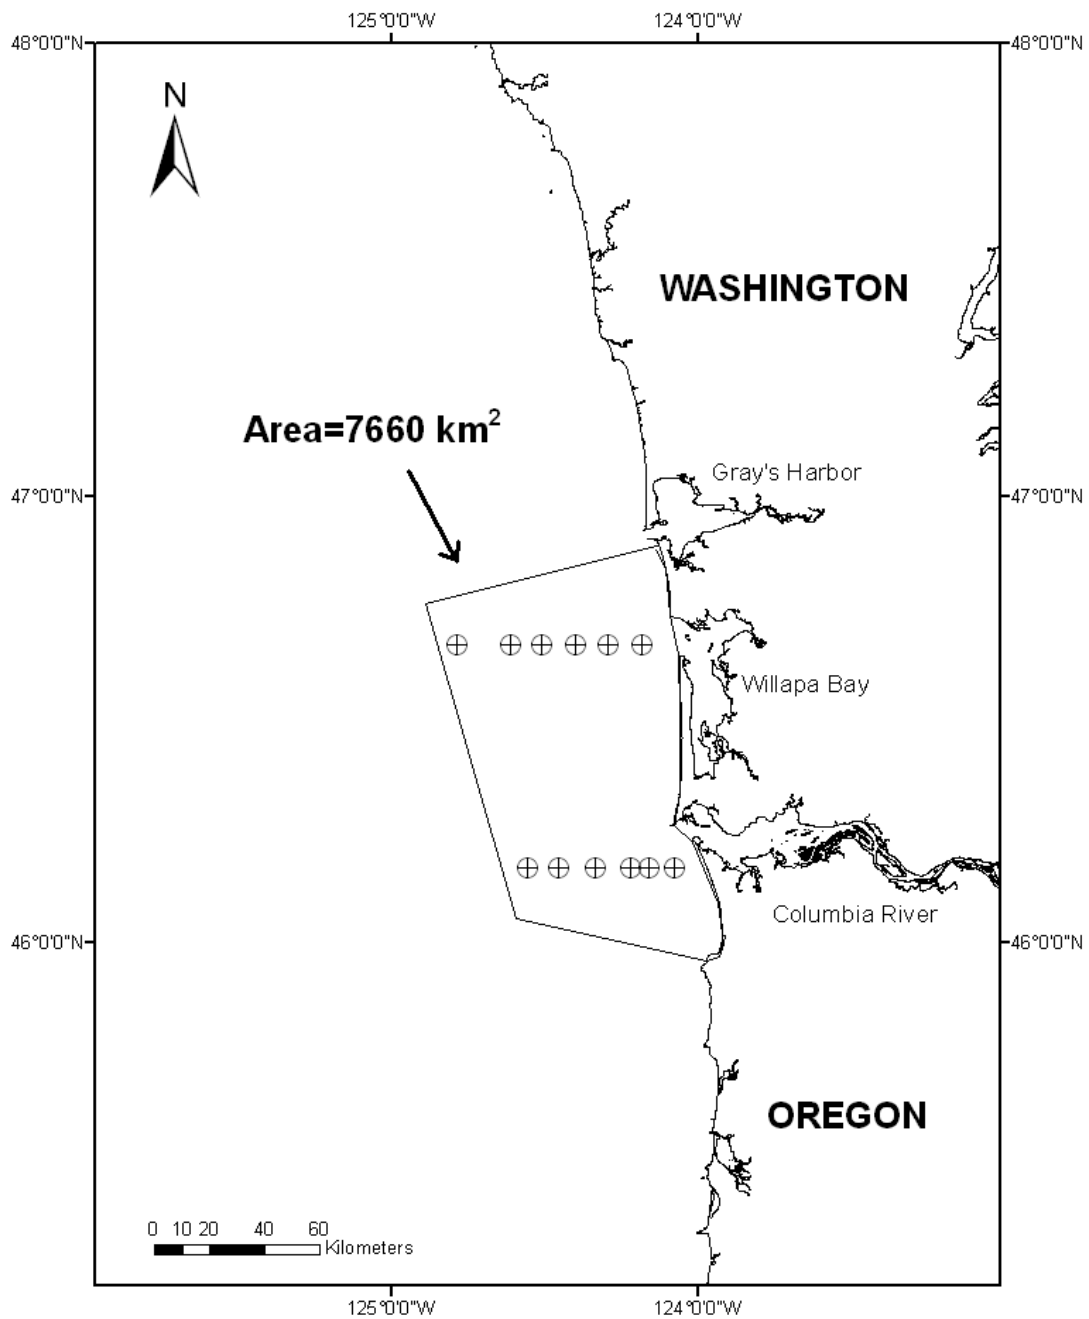 125°0'0"W 124°0'0"W
48°0'0"N 48°0'0"N
N
WASHINGTON
Area=7660 km²
Gray's Harbor
47°0'0"N 47°0'0"N
Willapa Bay
Columbia River
46°0'0"N 46°0'0"N
OREGON
0 10 20 40 60
Kilometers
125°0'0"W 124°0'0"W